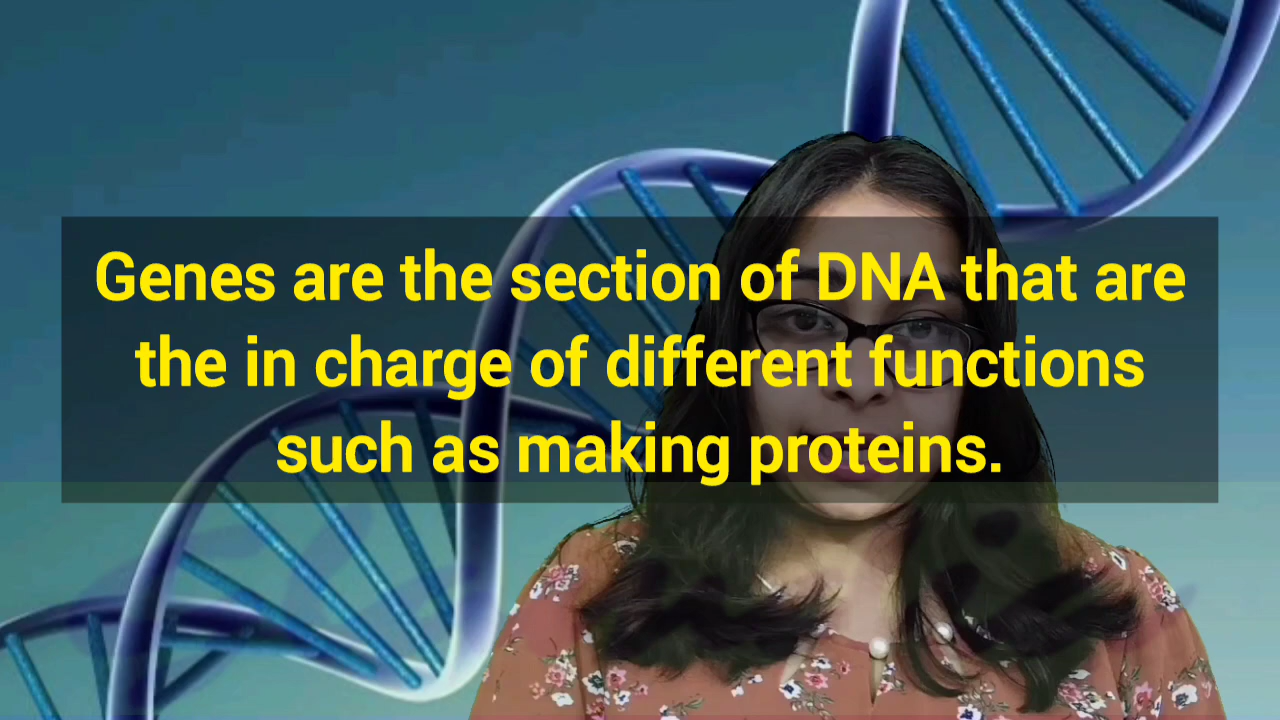 Genes are the section of DNA that are
the in charge of different functions
such as making proteins.